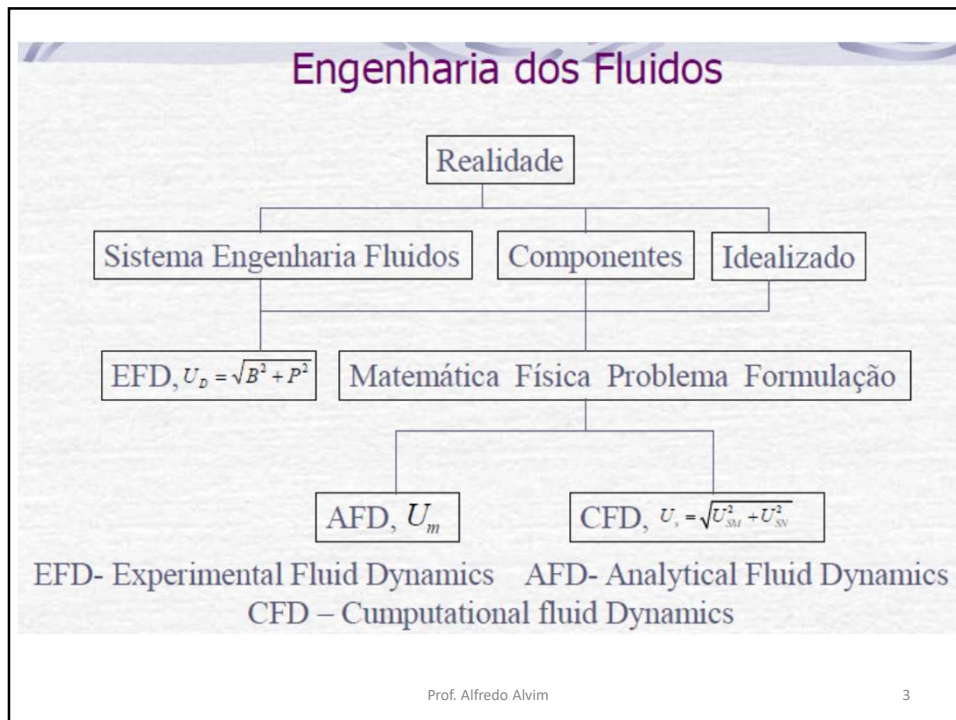 Engenharia dos Fluidos
Realidade
Sistema Engenharia Fluidos
Componentes
Idealizado
EFD, U_D = √(B² + P²)
Matemática Física Problema Formulação
AFD, U_m
CFD, U_s = √(U²_SM + U²_SN)
EFD- Experimental Fluid Dynamics AFD- Analytical Fluid Dynamics
CFD – Cumputational fluid Dynamics
Prof. Alfredo Alvim 3